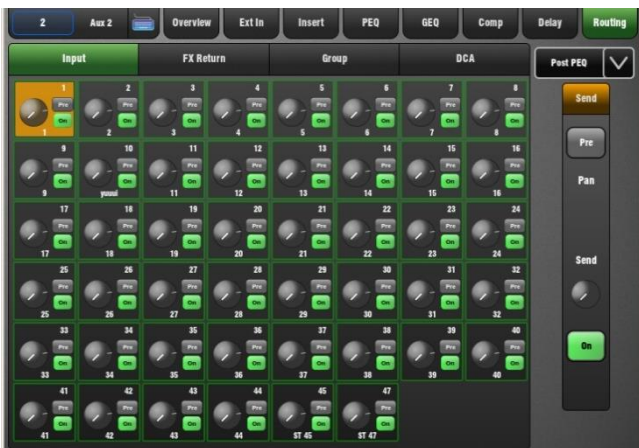 2 Aux 2 Overview Ext In Insert PEQ GEQ Comp Delay Routing
Input FX Return Group DCA Post PEQ
Send
1 2 3 4 5 6 7 8
Pre Pre Pre Pre Pre Pre Pre Pre
On On On On On On On On
1 2 3 4 5 6 7 8
Pre
9 10 11 12 13 14 15 16
Pre Pre Pre Pre Pre Pre Pre Pre
On On On On On On On On
9 yuuui 11 12 13 14 15 16
Pan
17 18 19 20 21 22 23 24
Pre Pre Pre Pre Pre Pre Pre Pre
On On On On On On On On
17 18 19 20 21 22 23 24
Send
25 26 27 28 29 30 31 32
Pre Pre Pre Pre Pre Pre Pre Pre
On On On On On On On On
25 26 27 28 29 30 31 32
33 34 35 36 37 38 39 40
Pre Pre Pre Pre Pre Pre Pre Pre
On On On On On On On On
33 34 35 36 37 38 39 40
On
41 42 43 44 45 47
Pre Pre Pre Pre Pre Pre
On On On On On On
41 42 43 44 ST 45 ST 47